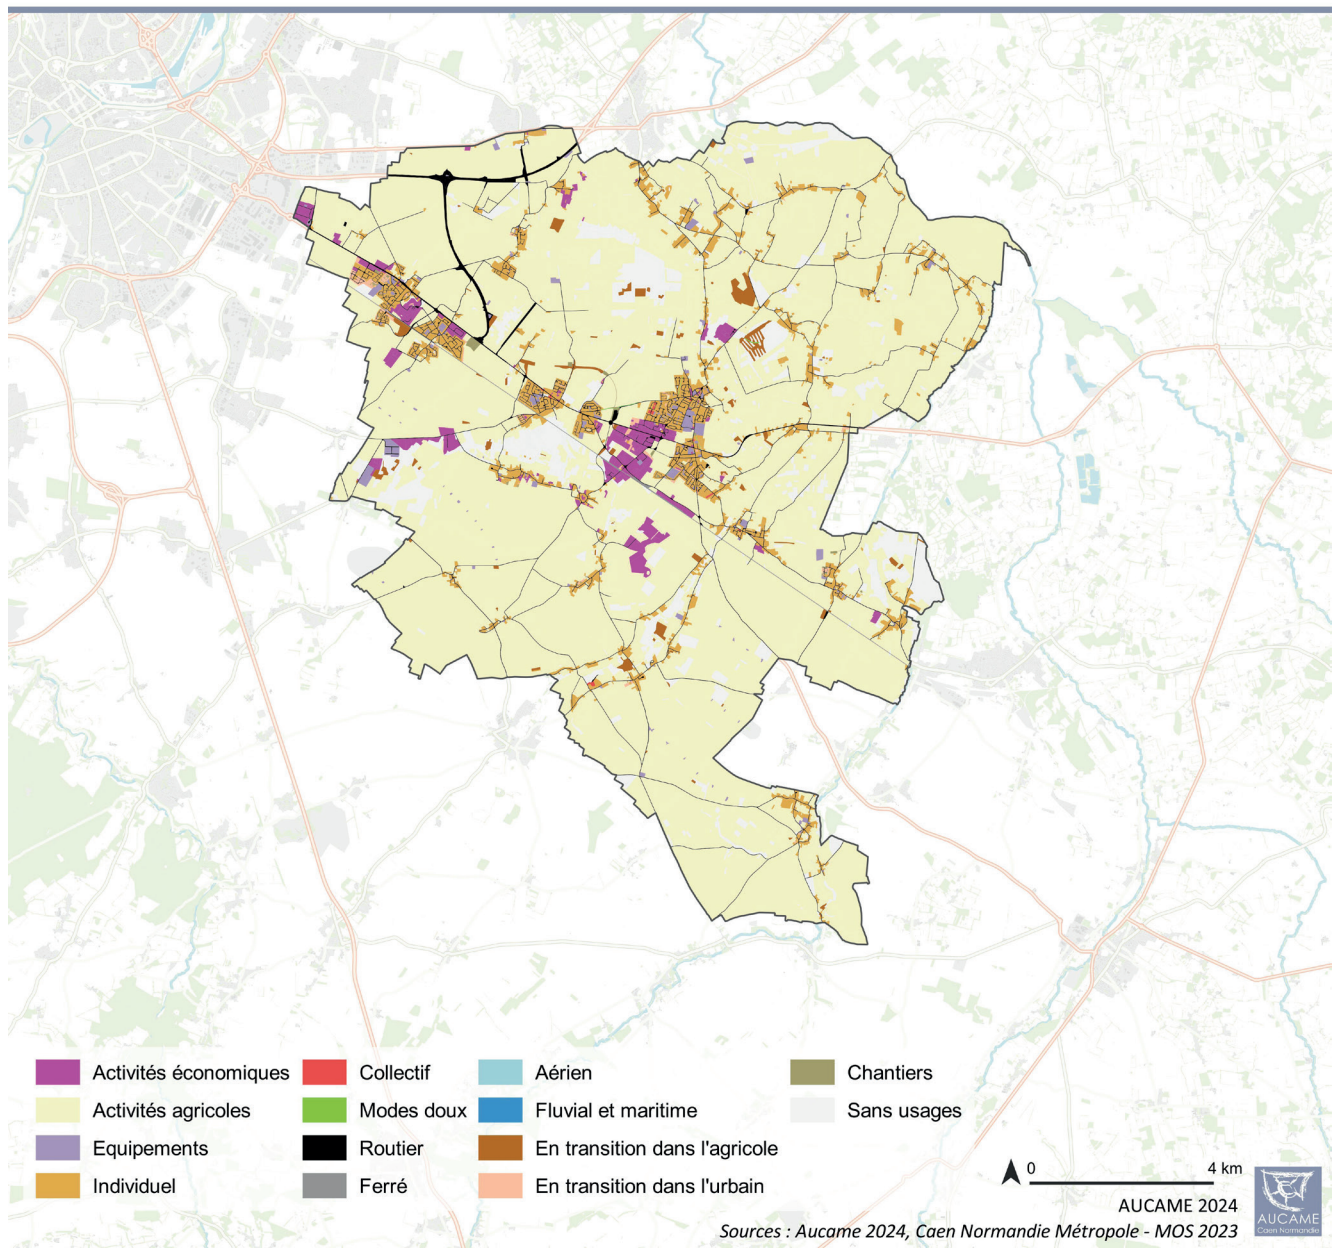 Activités économiques
Activités agricoles
Equipements
Individuel
Collectif
Modes doux
Routier
Ferré
Aérien
Fluvial et maritime
En transition dans l'agricole
En transition dans l'urbain
Chantiers
Sans usages
0 4 km
AUCAME 2024
Sources : Aucame 2024, Caen Normandie Métropole - MOS 2023
AUCAME
Caen Normandie